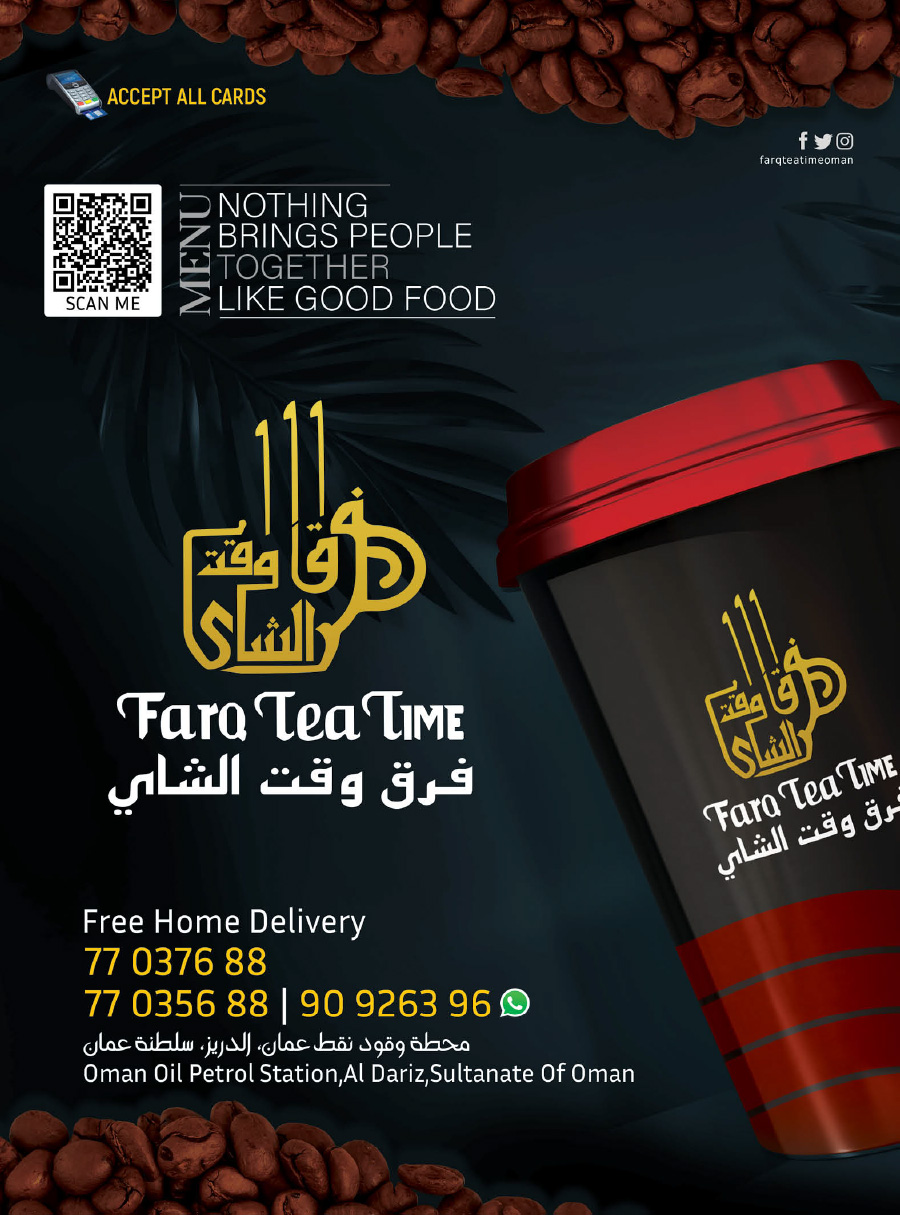 ACCEPT ALL CARDS
farqteatimeoman
SCAN ME
MENU
NOTHING
BRINGS PEOPLE
TOGETHER
LIKE GOOD FOOD
فرق وقت الشاي
Farq Tea Time
فرق وقت الشاي
فرق وقت الشاي
Farq Tea Time
فرق وقت الشاي
Free Home Delivery
77 0376 88
77 0356 88 | 90 9263 96
محطة وقود نفط عمان، الدريز، سلطنة عمان
Oman Oil Petrol Station,Al Dariz,Sultanate Of Oman